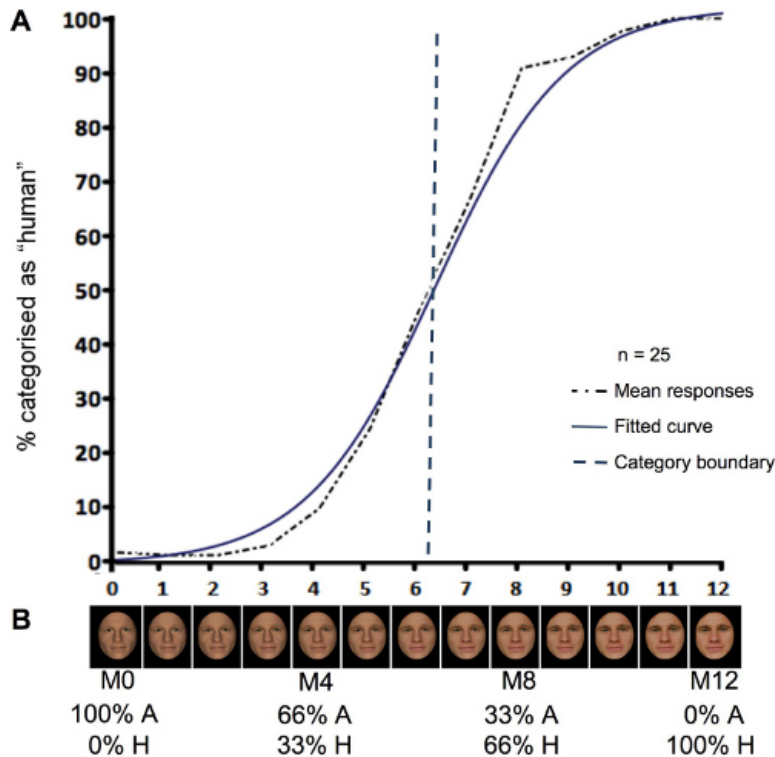 A
% categorised as “human”
100
90
80
70
60
50
40
30
20
10
0
n = 25
Mean responses
Fitted curve
Category boundary
0 1 2 3 4 5 6 7 8 9 10 11 12
B
M0 M4 M8 M12
100% A 66% A 33% A 0% A
0% H 33% H 66% H 100% H